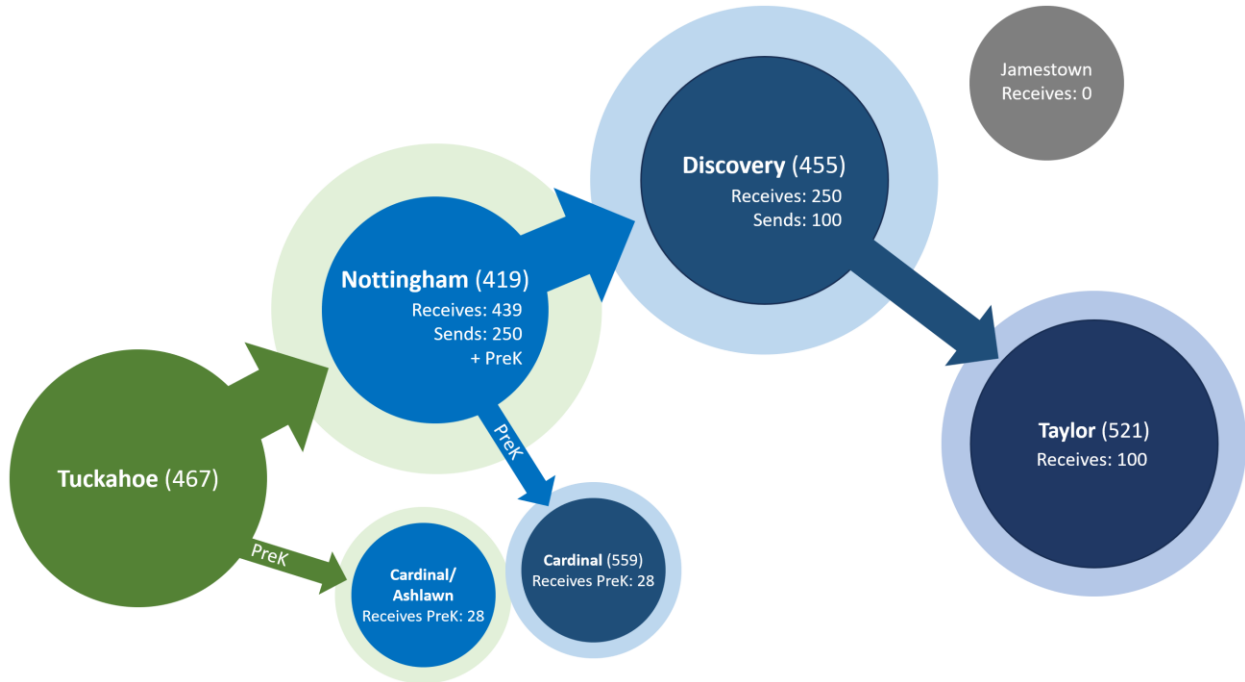 Jamestown
Receives: 0
Discovery (455)
Receives: 250
Sends: 100
Nottingham (419)
Receives: 439
Sends: 250
+ PreK
Taylor (521)
Receives: 100
Tuckahoe (467)
PreK
PreK
Cardinal/
Ashlawn
Receives PreK: 28
Cardinal (559)
Receives PreK: 28